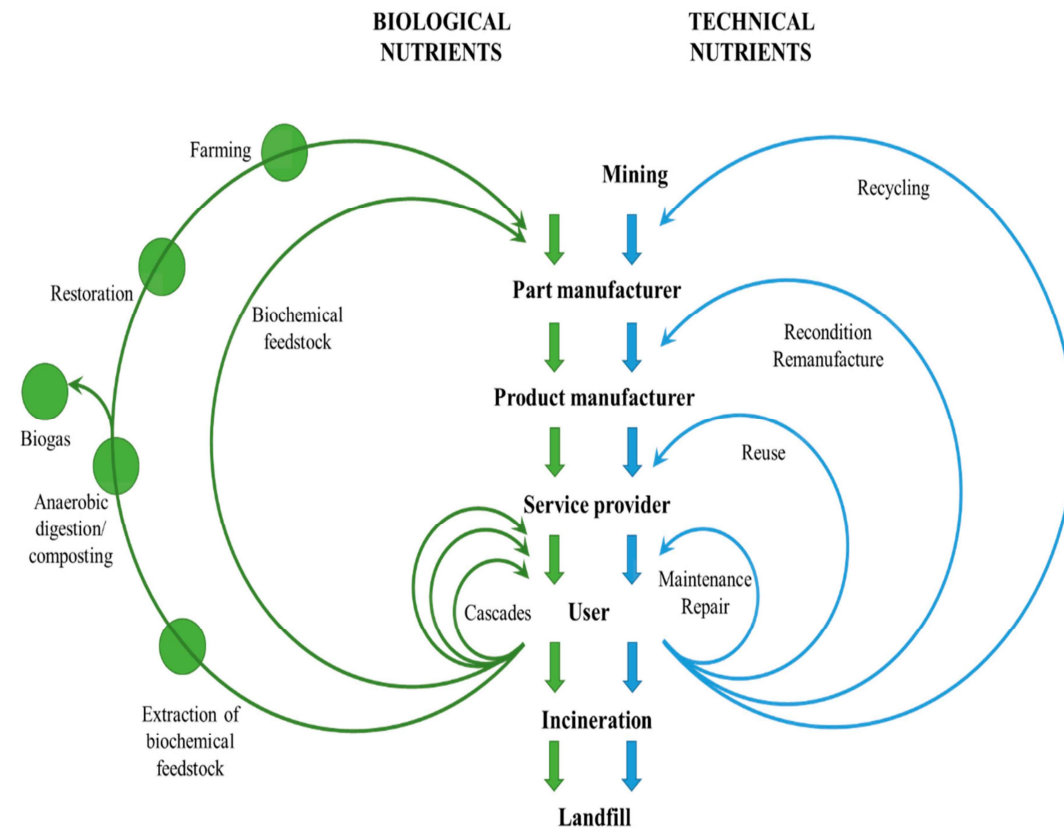 BIOLOGICAL
NUTRIENTS
TECHNICAL
NUTRIENTS
Farming
Mining
Recycling
Restoration
Part manufacturer
Biochemical
feedstock
Recondition
Remanufacture
Biogas
Product manufacturer
Reuse
Anaerobic
digestion/
composting
Service provider
Cascades
User
Maintenance
Repair
Extraction of
biochemical
feedstock
Incineration
Landfill